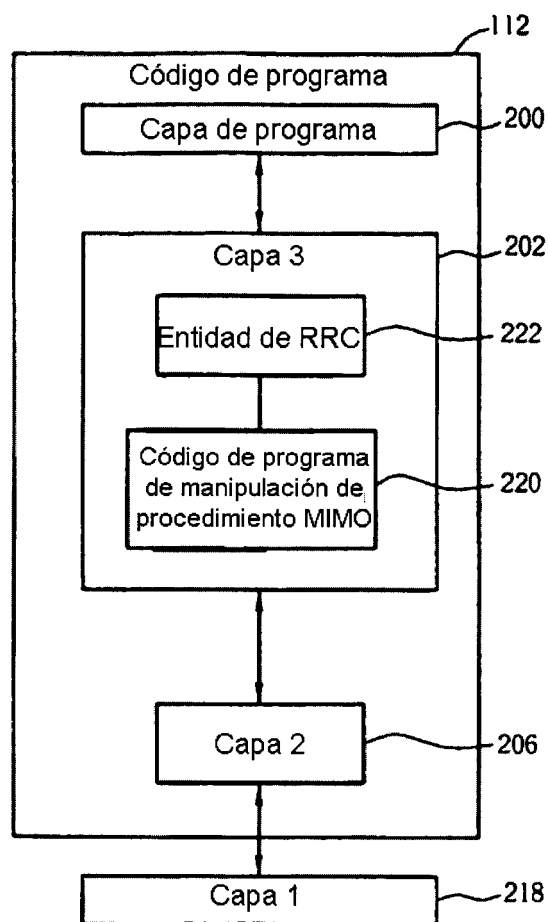 112
Código de programa
Capa de programa
200
Capa 3
202
Entidad de RRC
222
Código de programa
de manipulación de
procedimiento MIMO
220
Capa 2
206
Capa 1
218